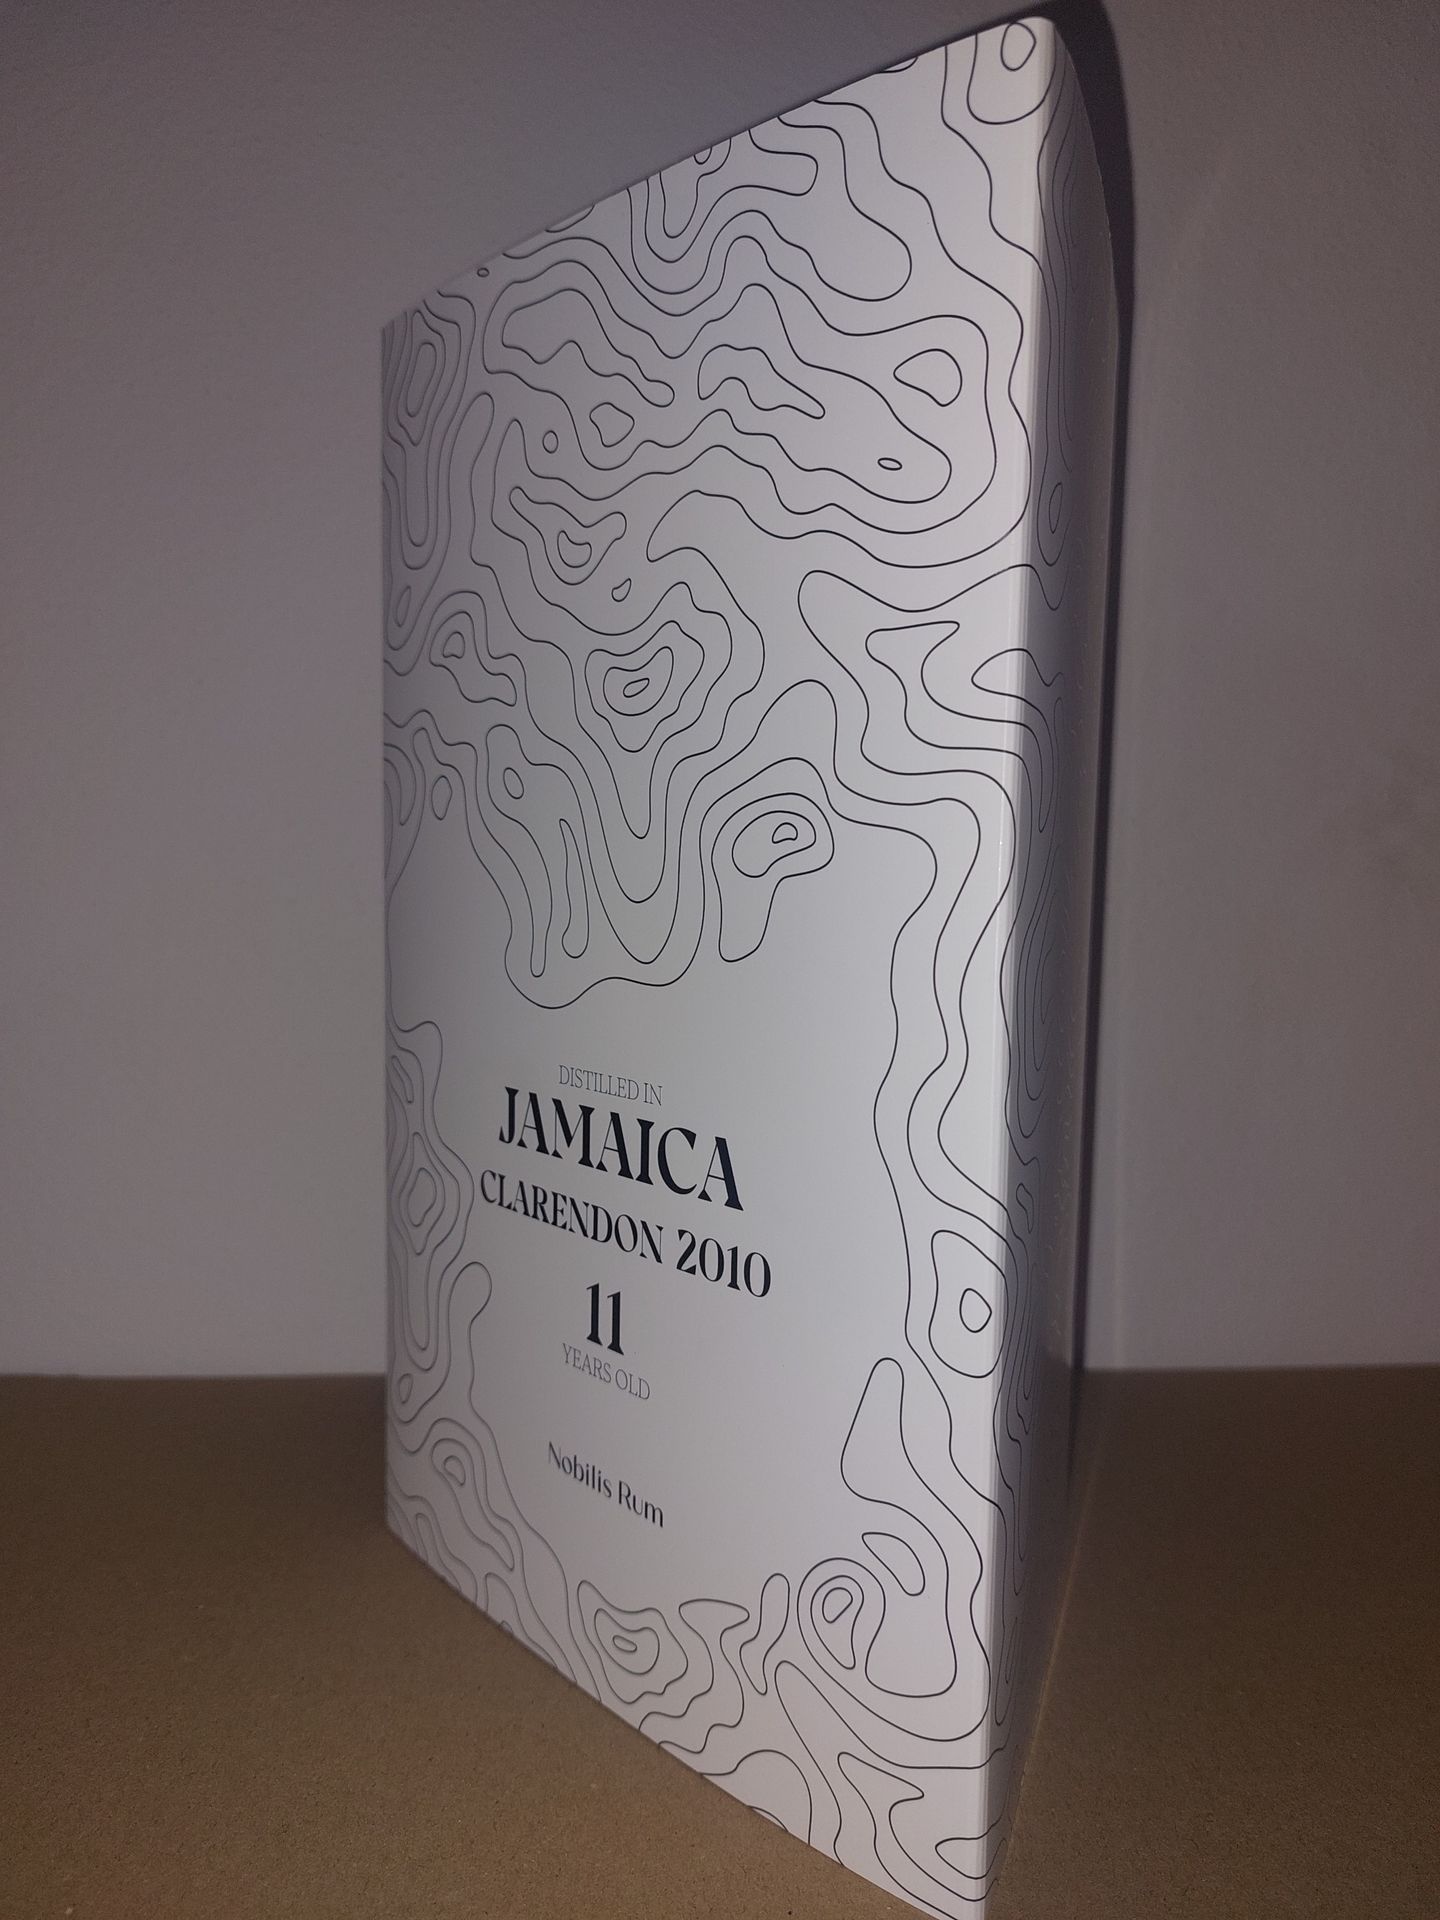 DISTILLED IN
JAMAICA
CLARENDON 2010
11
YEARS OLD
Nobilis Rum